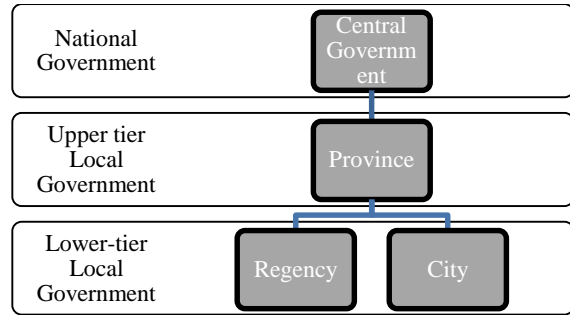 National
Government
Central
Governm
ent
Upper tier
Local
Government
Province
Lower-tier
Local
Government
Regency
City